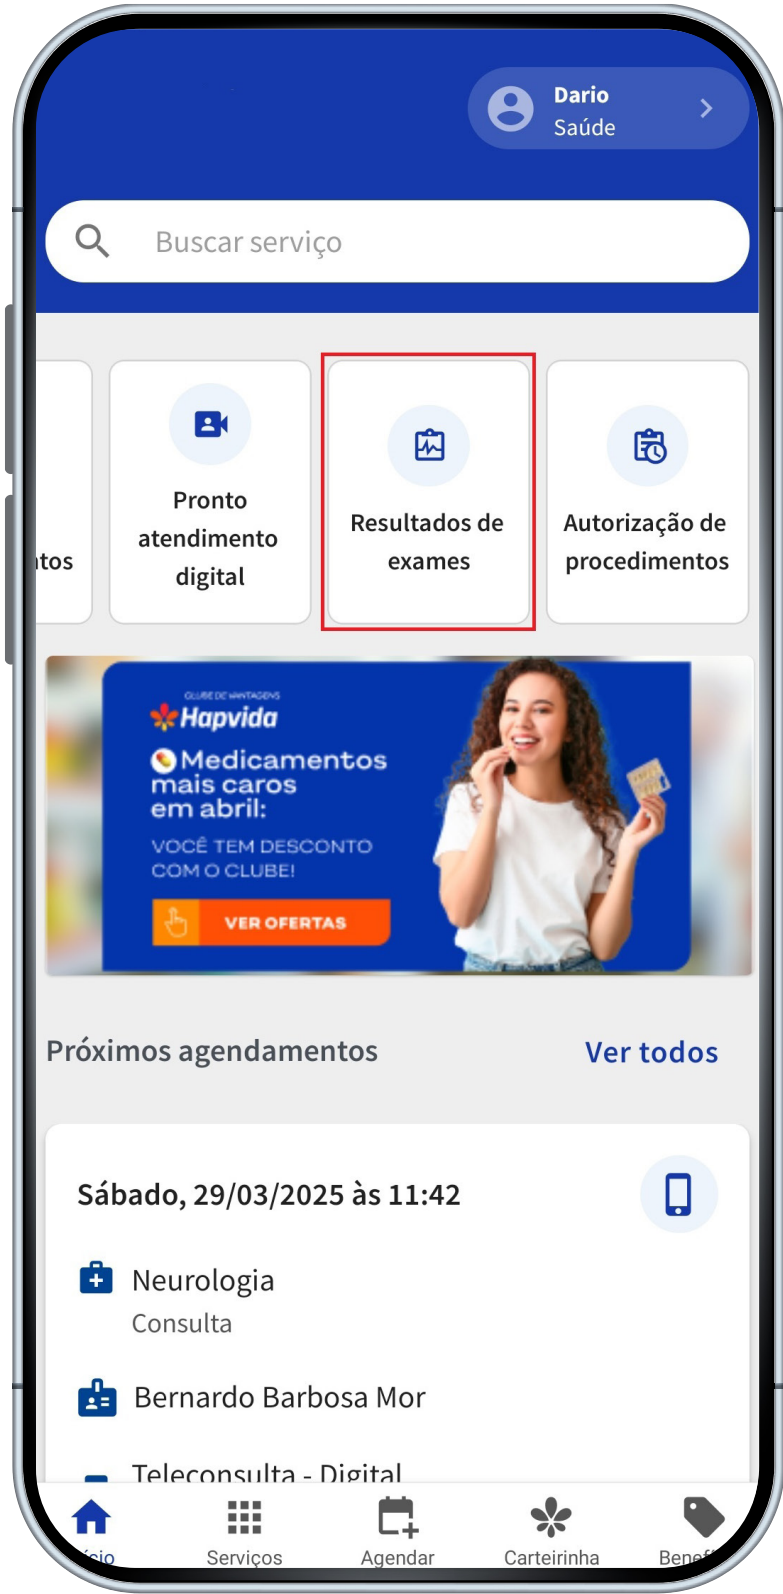 Dario
Saúde
Buscar serviço
Pronto
atendimento
digital
Resultados de
exames
Autorização de
procedimentos
CLUBE DE VANTAGENS
Hapvida
Medicamentos
mais caros
em abril:
VOCÊ TEM DESCONTO
COM O CLUBE!
VER OFERTAS
Próximos agendamentos
Ver todos
Sábado, 29/03/2025 às 11:42
Neurologia
Consulta
Bernardo Barbosa Mor
Teleconsulta - Digital
Serviços
Agendar
Carteirinha